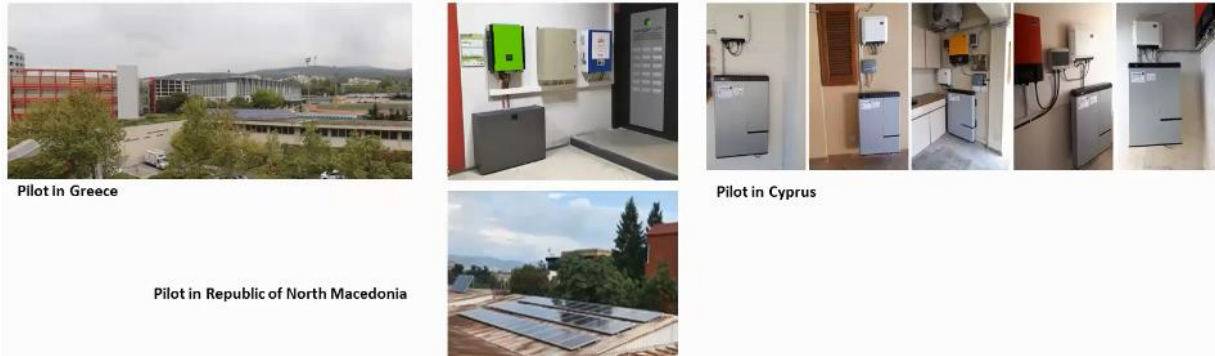 Pilot in Greece
Pilot in Cyprus
Pilot in Republic of North Macedonia